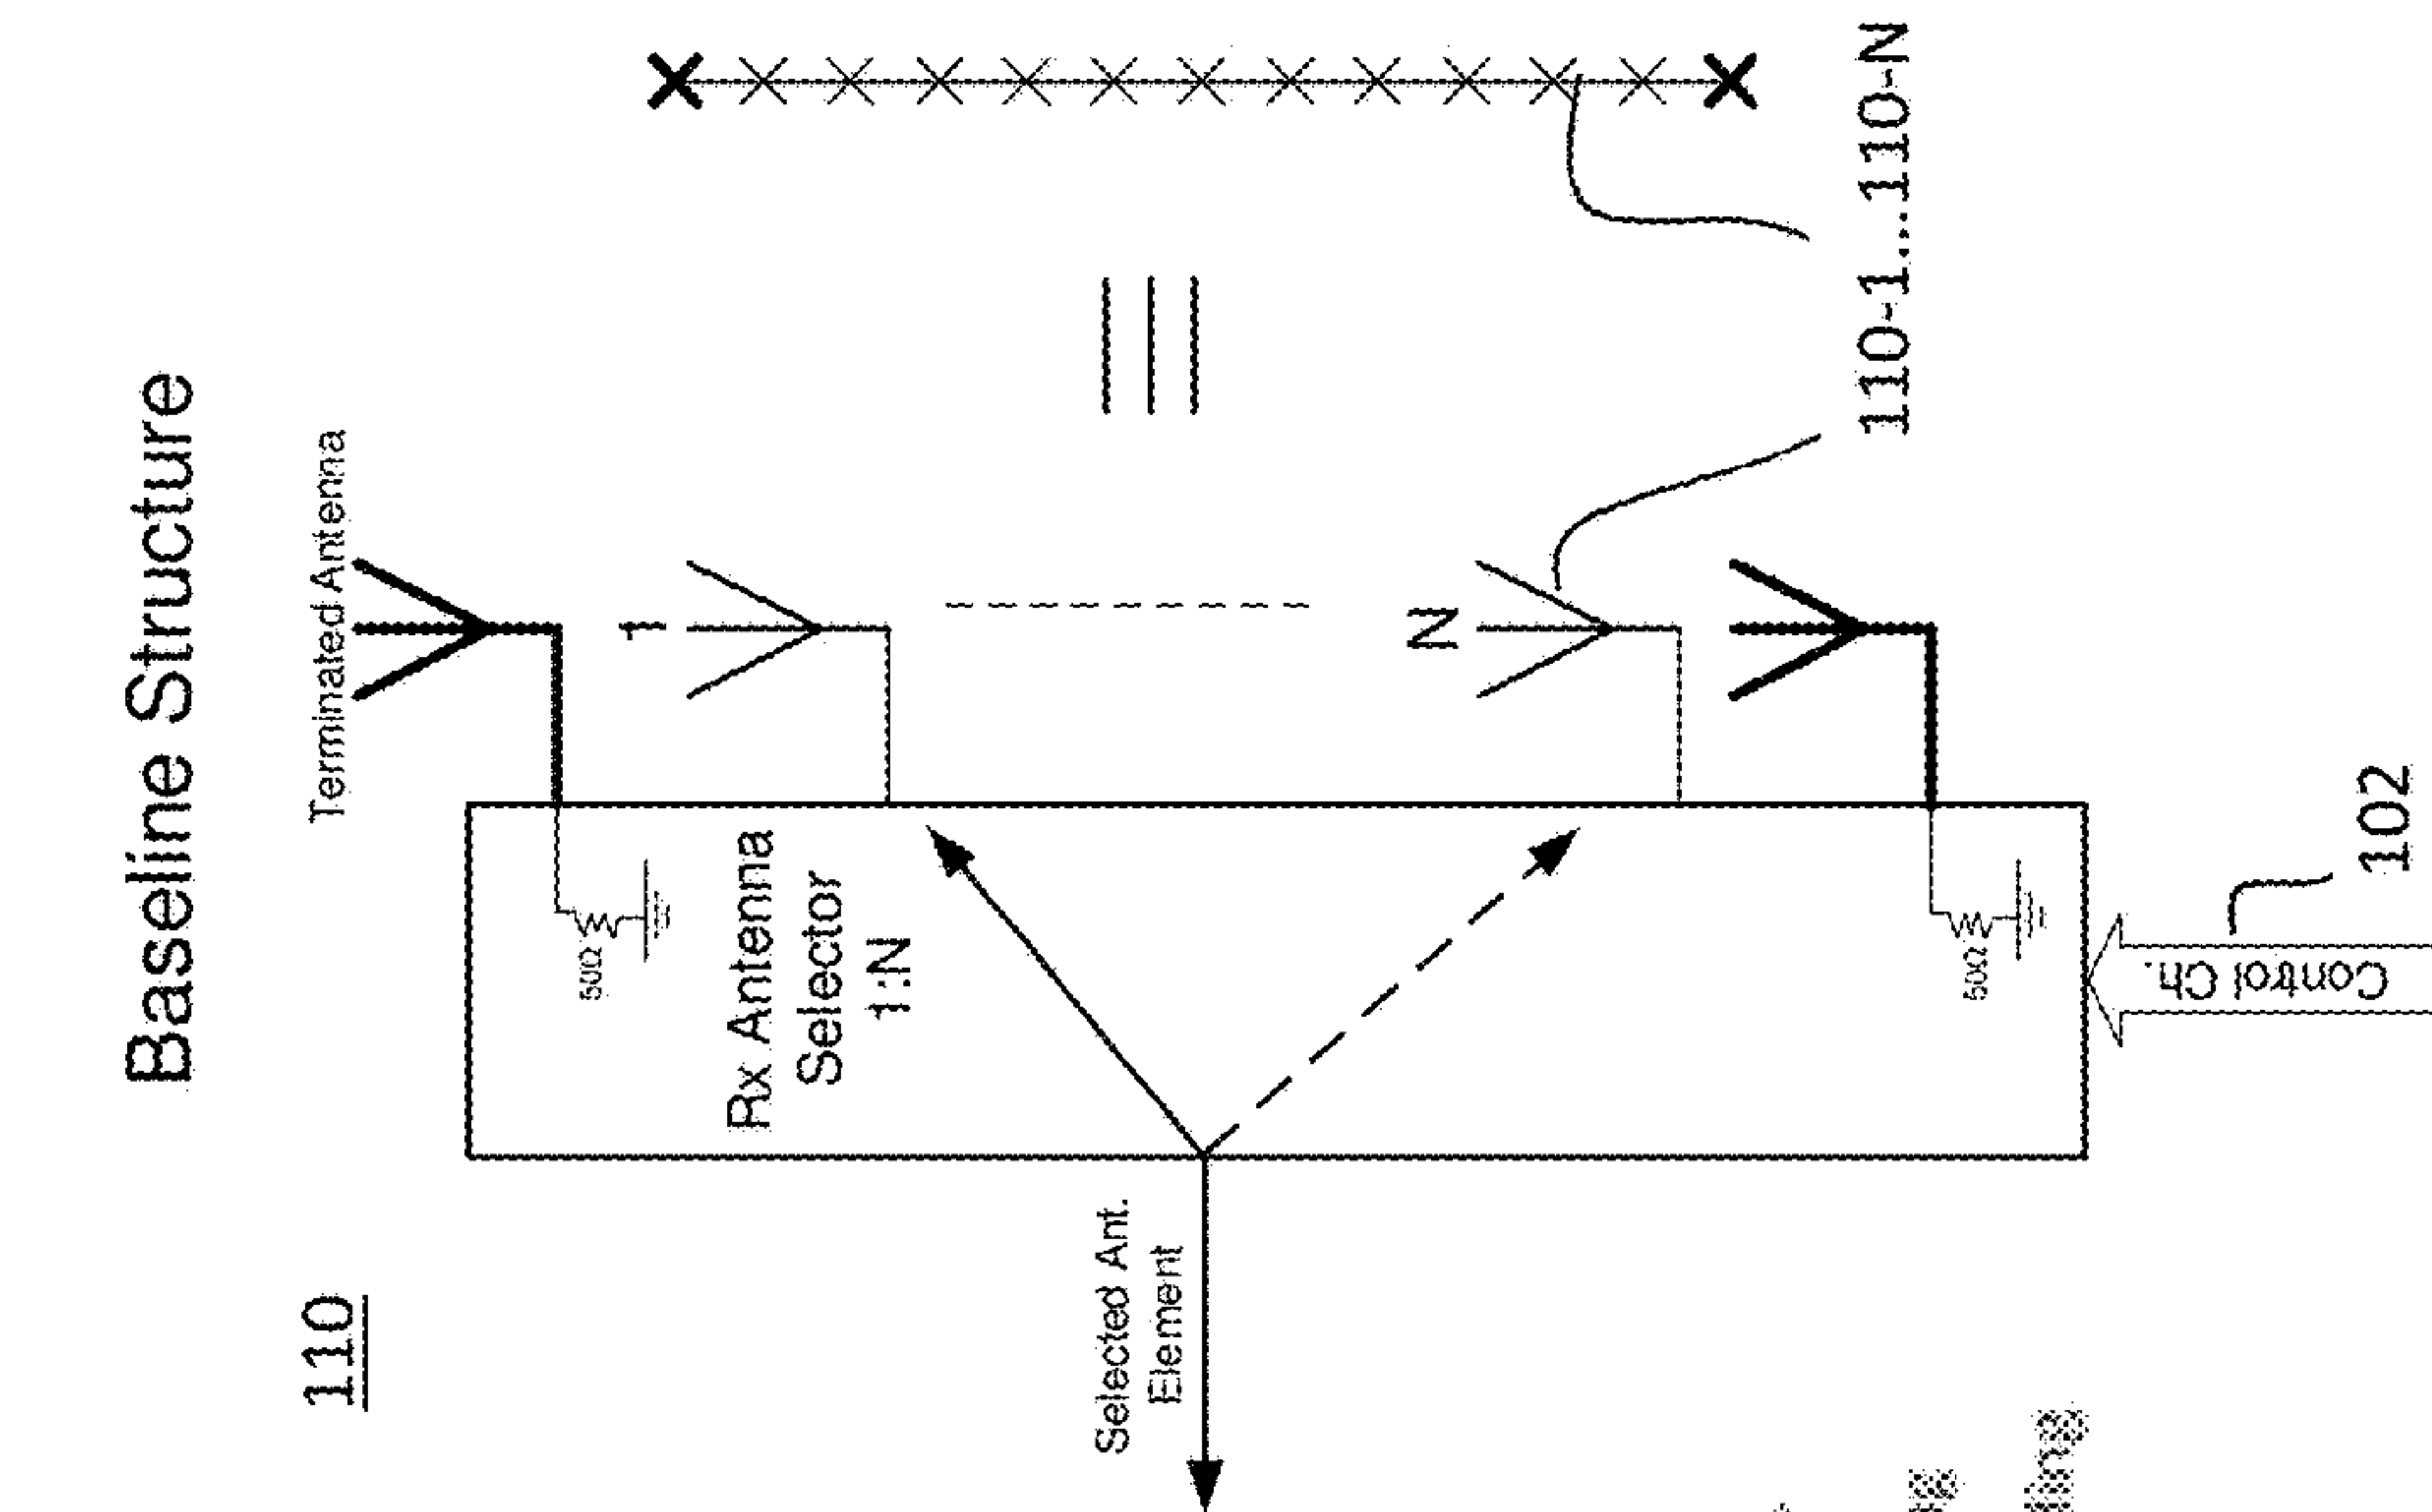 Baseline Structure
110
Terminated Antenna
50Ω
1
Rx Antenna
Selector
1:N
Selected Ant.
Element
N
110-1...110-N
50Ω
Control Ch.
102